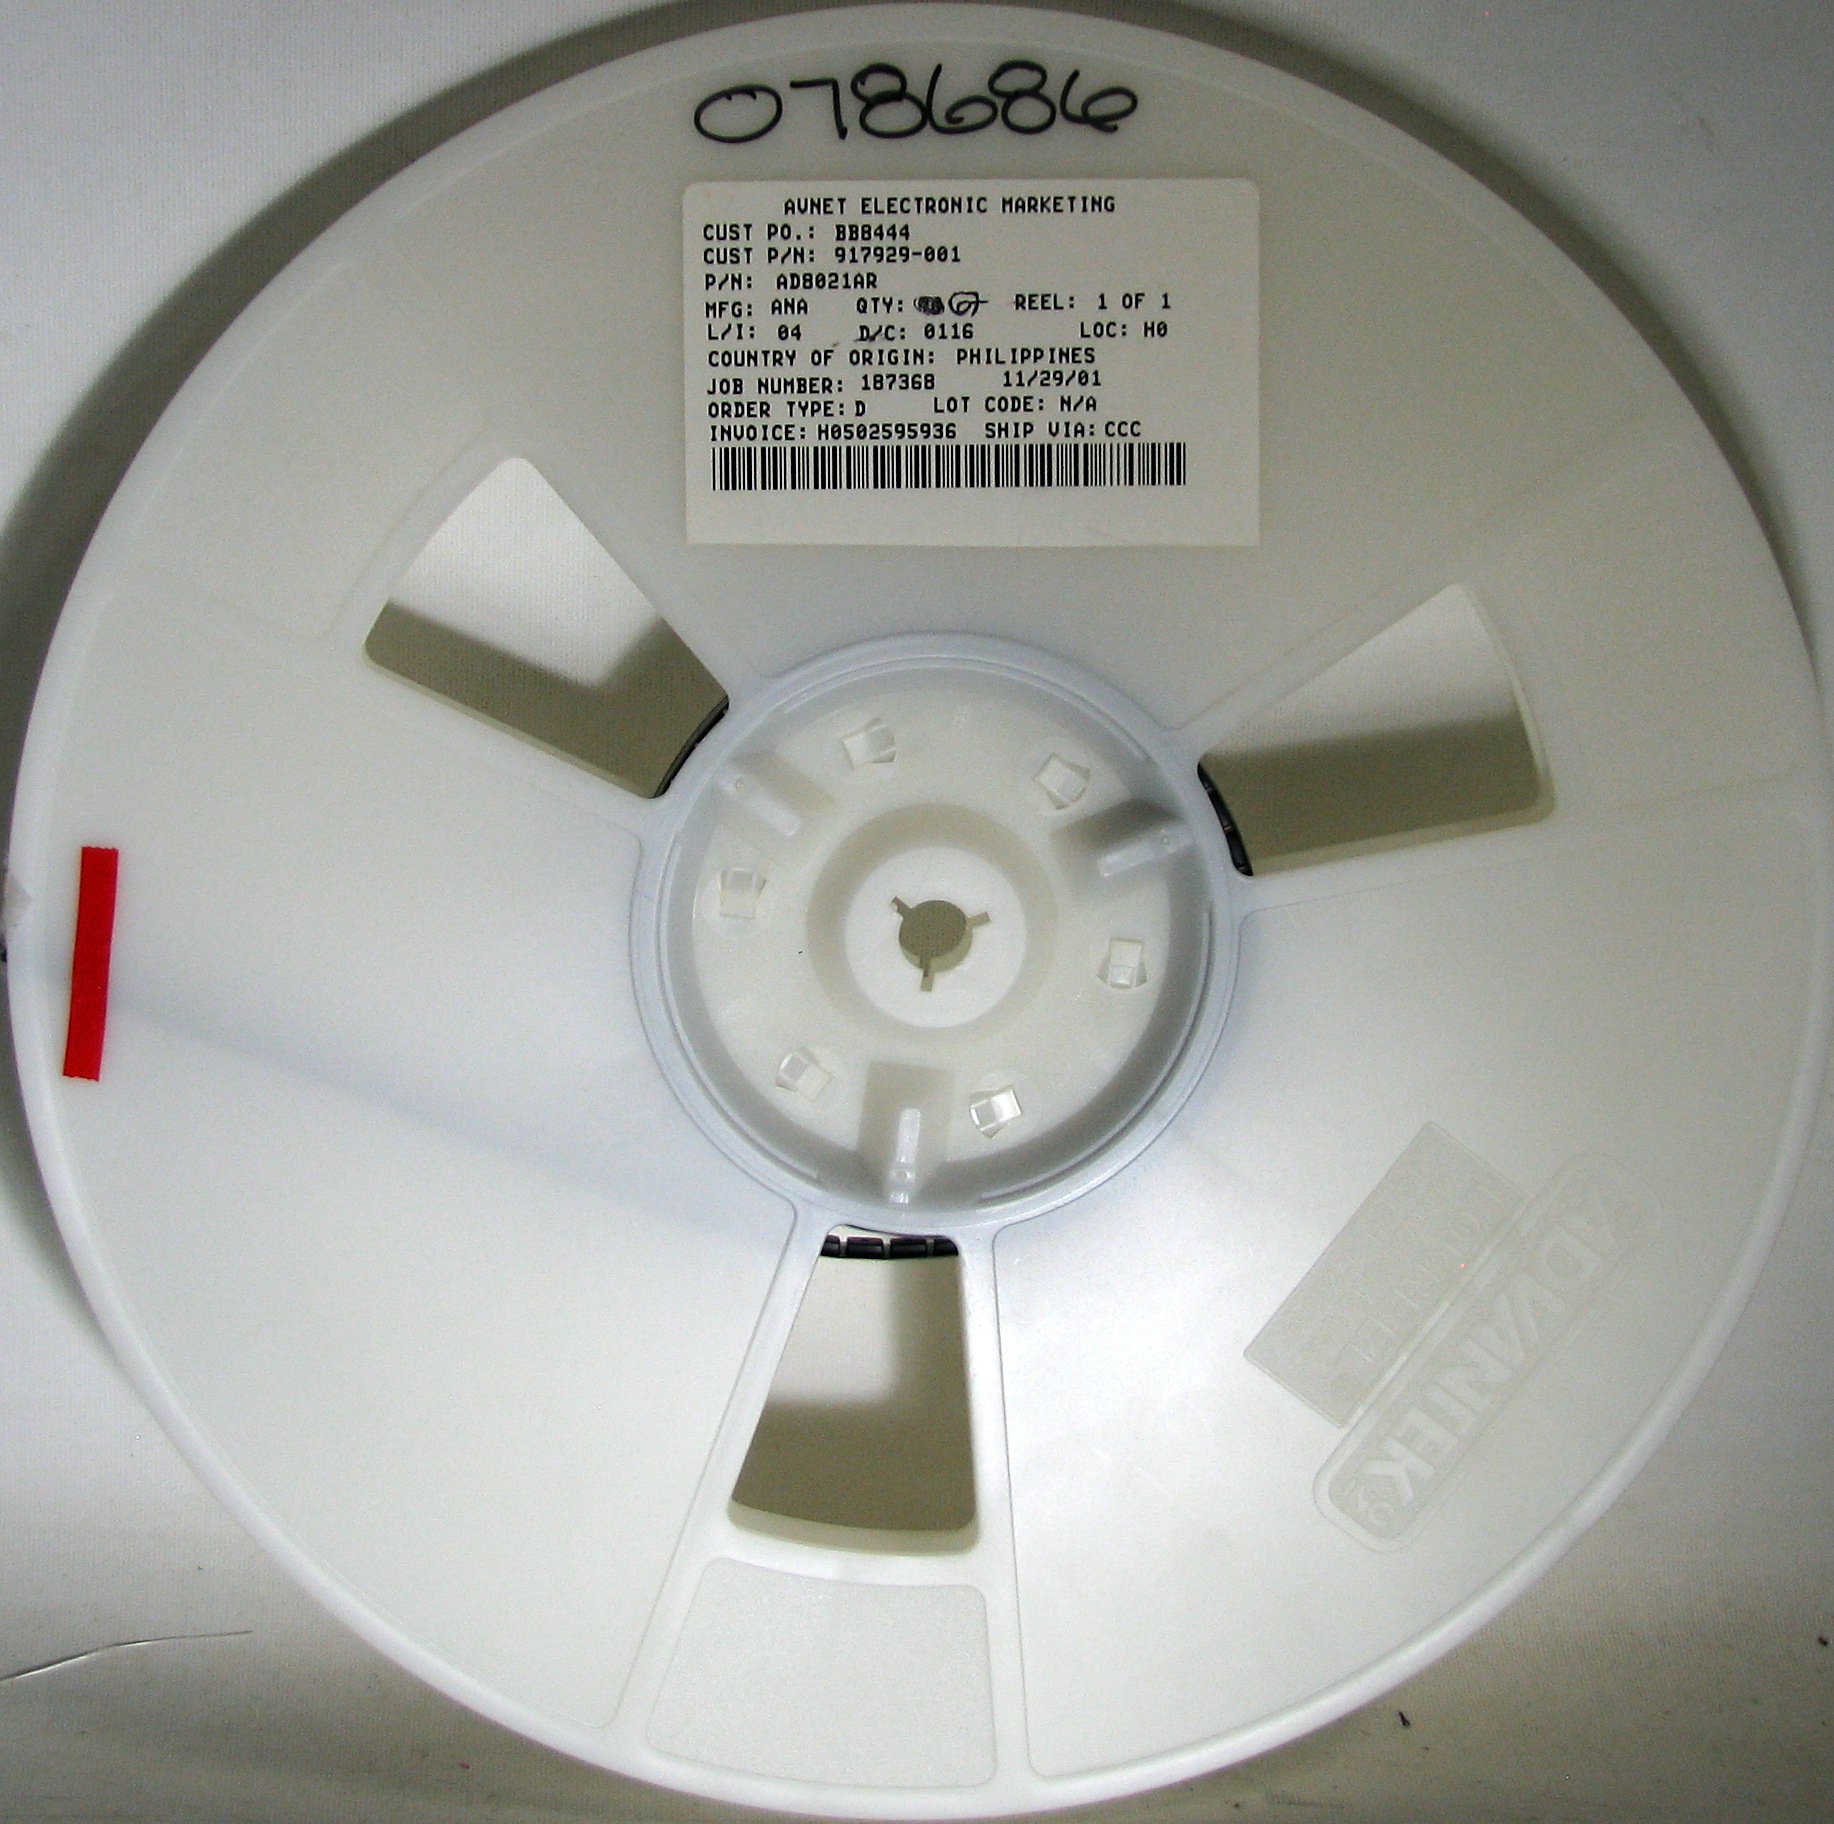 078686
AVNET ELECTRONIC MARKETING
CUST PO.: BB8444
CUST P/N: 917929-001
P/N: AD8021AR
MFG: ANA QTY: 67 REEL: 1 OF 1
L/I: 04 D/C: 0116 LOC: H0
COUNTRY OF ORIGIN: PHILIPPINES
JOB NUMBER: 187368 11/29/01
ORDER TYPE: D LOT CODE: N/A
INVOICE: H0502595936 SHIP VIA: CCC
ADVANTEK
LOKREEL